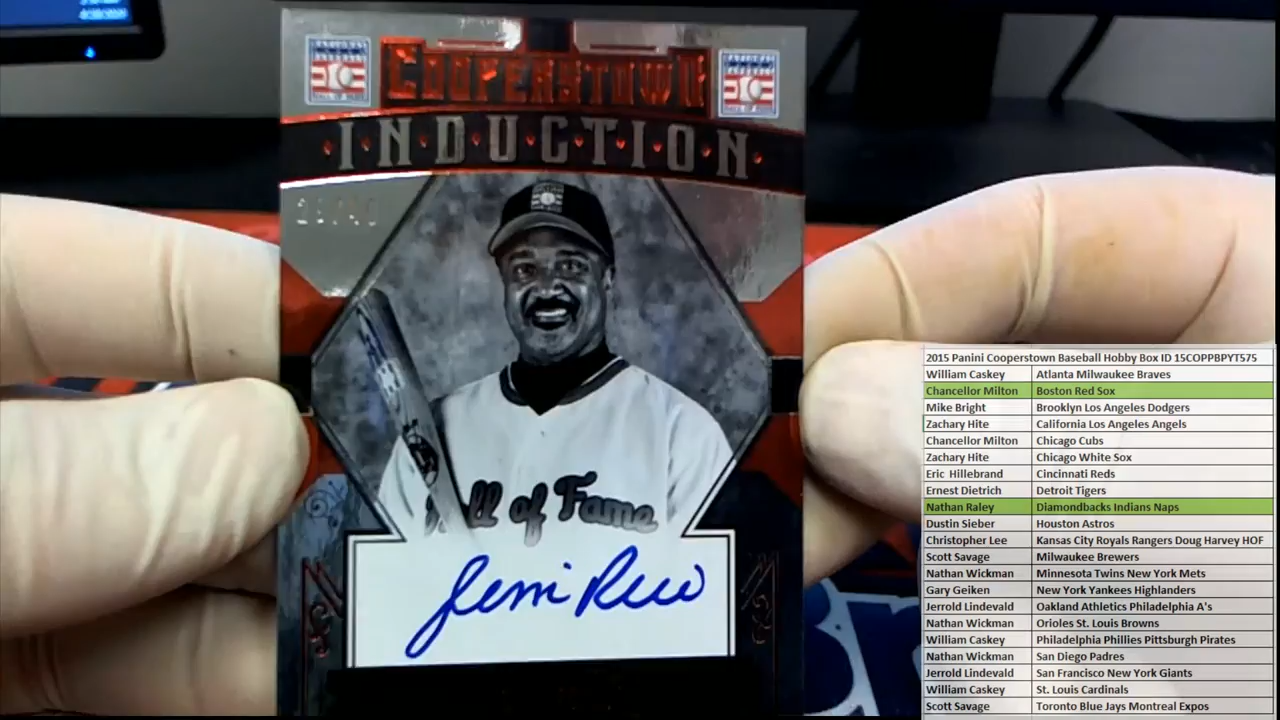 COOPERSTOWN
INDUCTION
ll of Fame
Jim Rice
2015 Panini Cooperstown Baseball Hobby Box ID 15COPPBPYT575
William Caskey Atlanta Milwaukee Braves
Chancellor Milton Boston Red Sox
Mike Bright Brooklyn Los Angeles Dodgers
Zachary Hite California Los Angeles Angels
Chancellor Milton Chicago Cubs
Zachary Hite Chicago White Sox
Eric Hillebrand Cincinnati Reds
Ernest Dietrich Detroit Tigers
Nathan Raley Diamondbacks Indians Naps
Dustin Sieber Houston Astros
Christopher Lee Kansas City Royals Rangers Doug Harvey HOF
Scott Savage Milwaukee Brewers
Nathan Wickman Minnesota Twins New York Mets
Gary Geiken New York Yankees Highlanders
Jerrold Lindevald Oakland Athletics Philadelphia A's
Nathan Wickman Orioles St. Louis Browns
William Caskey Philadelphia Phillies Pittsburgh Pirates
Nathan Wickman San Diego Padres
Jerrold Lindevald San Francisco New York Giants
William Caskey St. Louis Cardinals
Scott Savage Toronto Blue Jays Montreal Expos